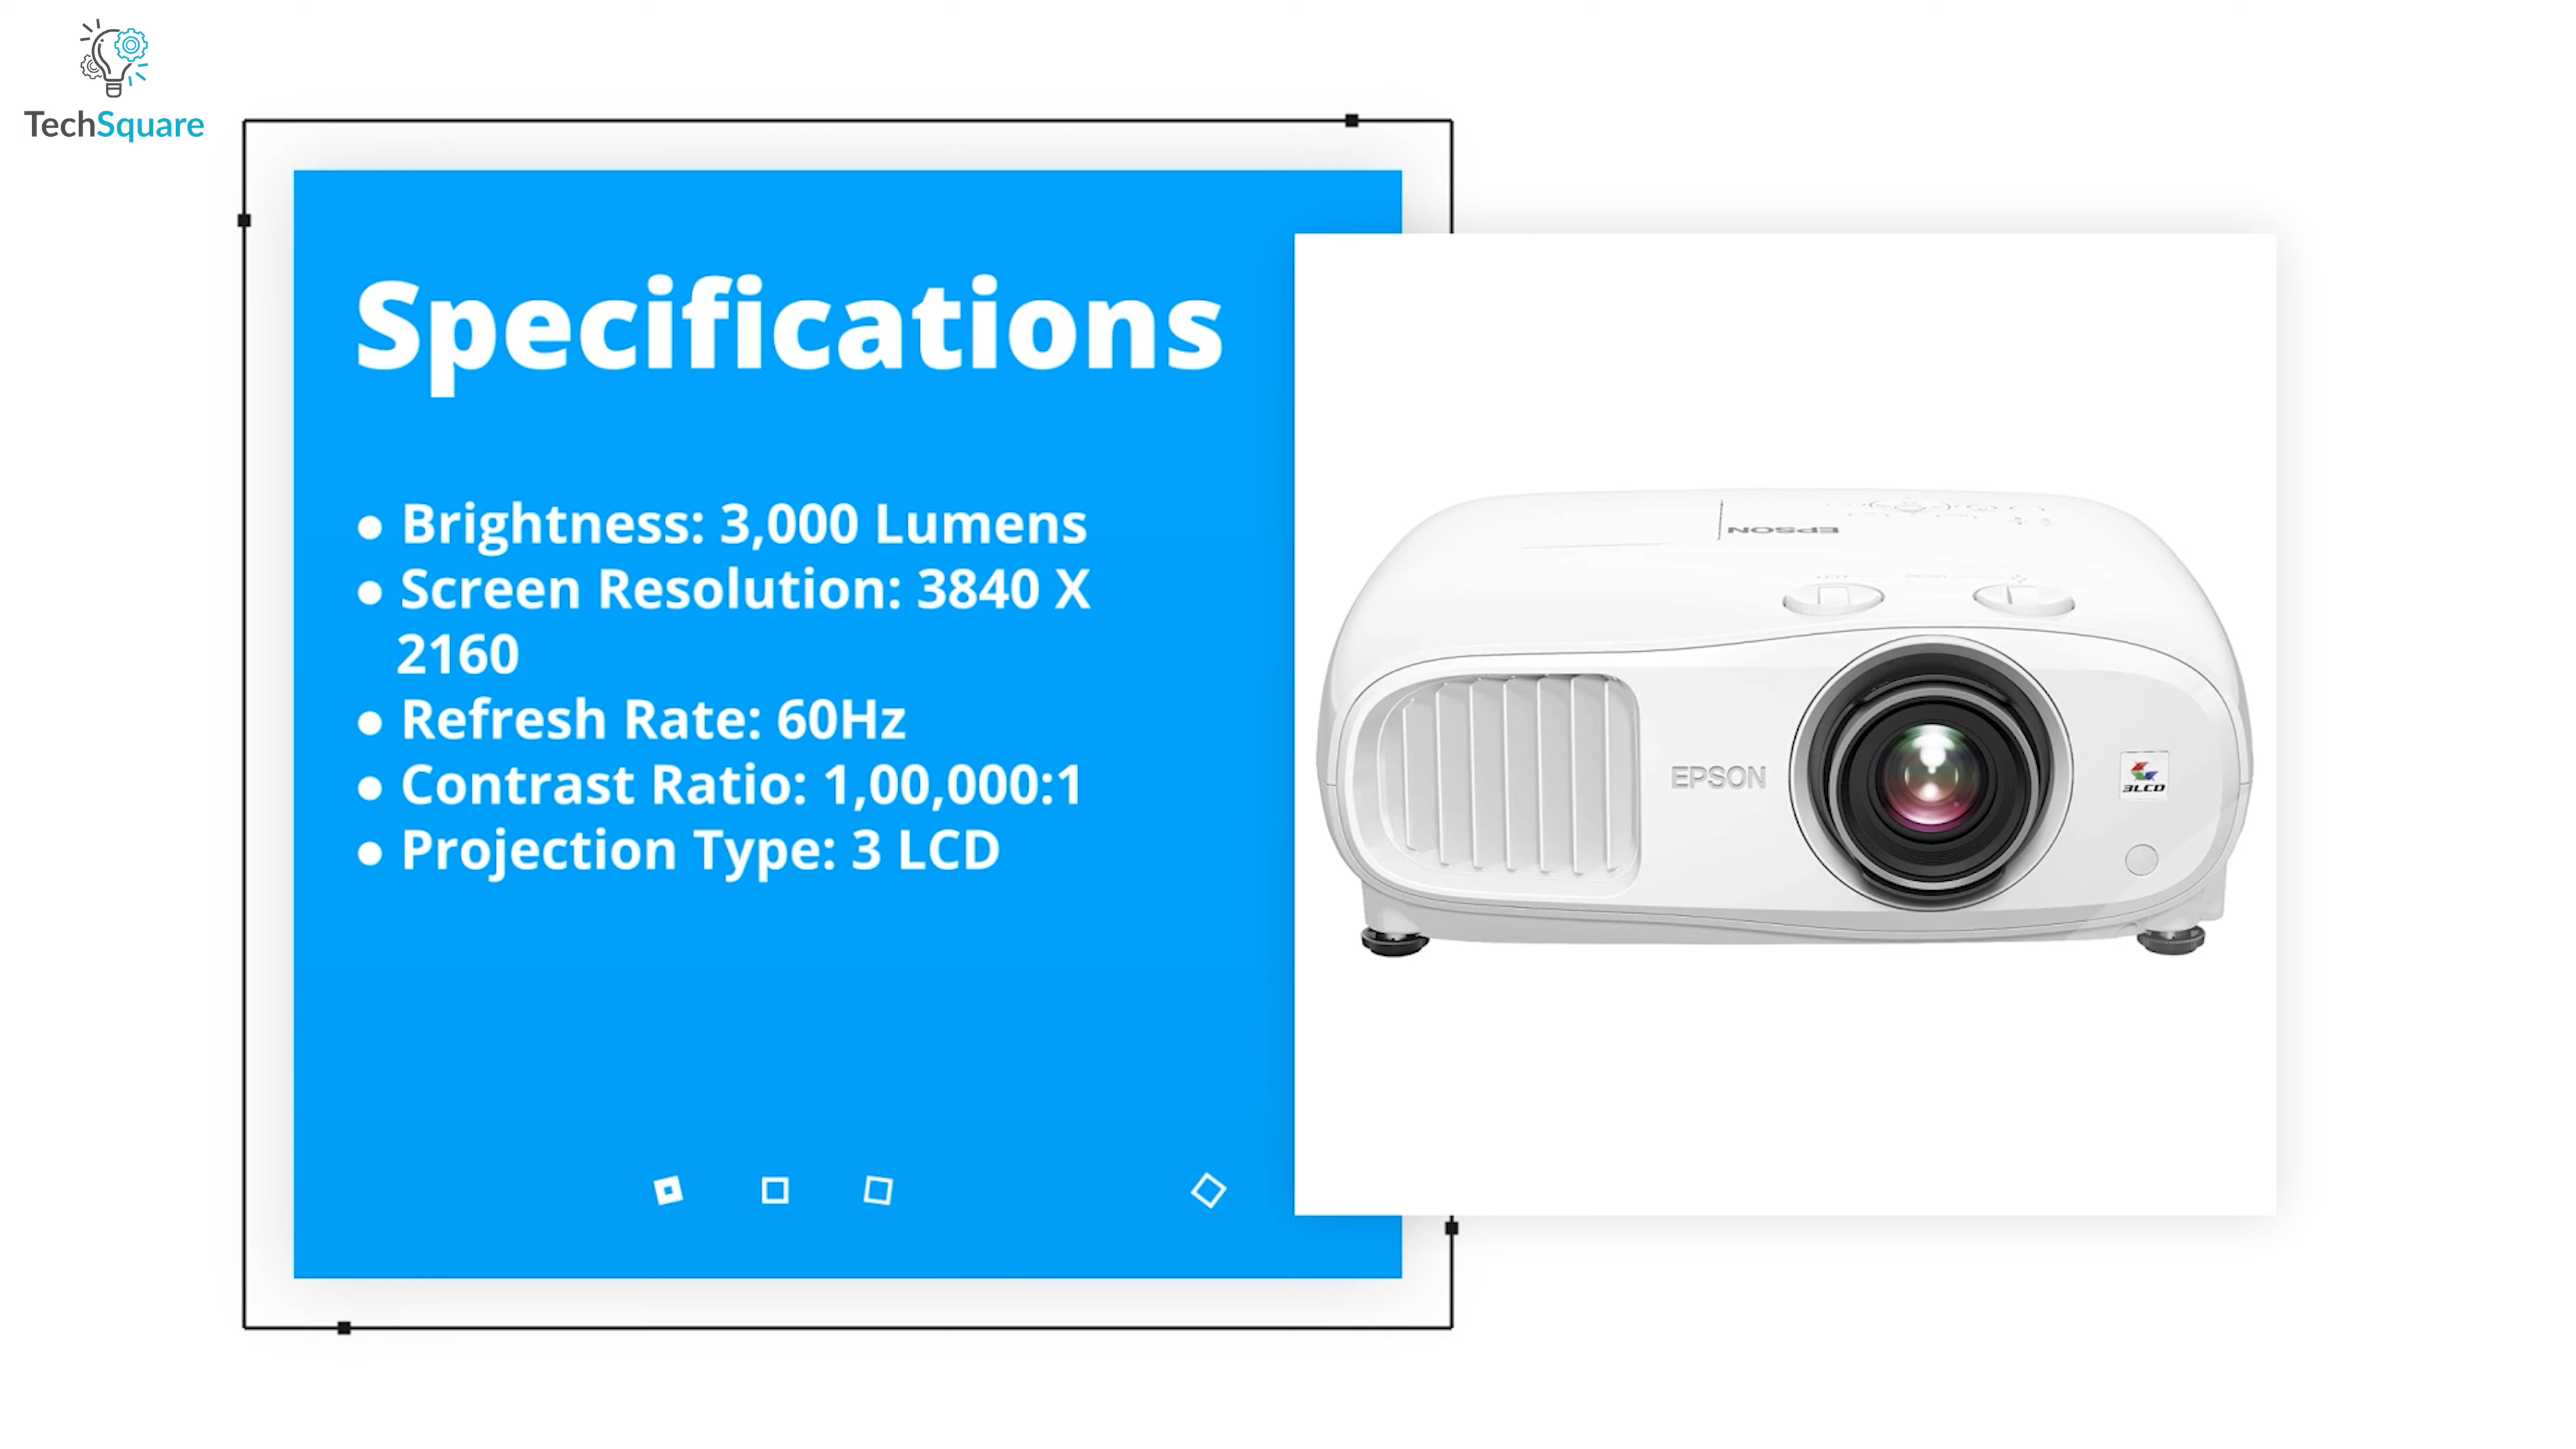 TechSquare
Specifications
● Brightness: 3,000 Lumens
● Screen Resolution: 3840 X
2160
● Refresh Rate: 60Hz
● Contrast Ratio: 1,00,000:1
● Projection Type: 3 LCD
EPSON
EPSON
3LCD